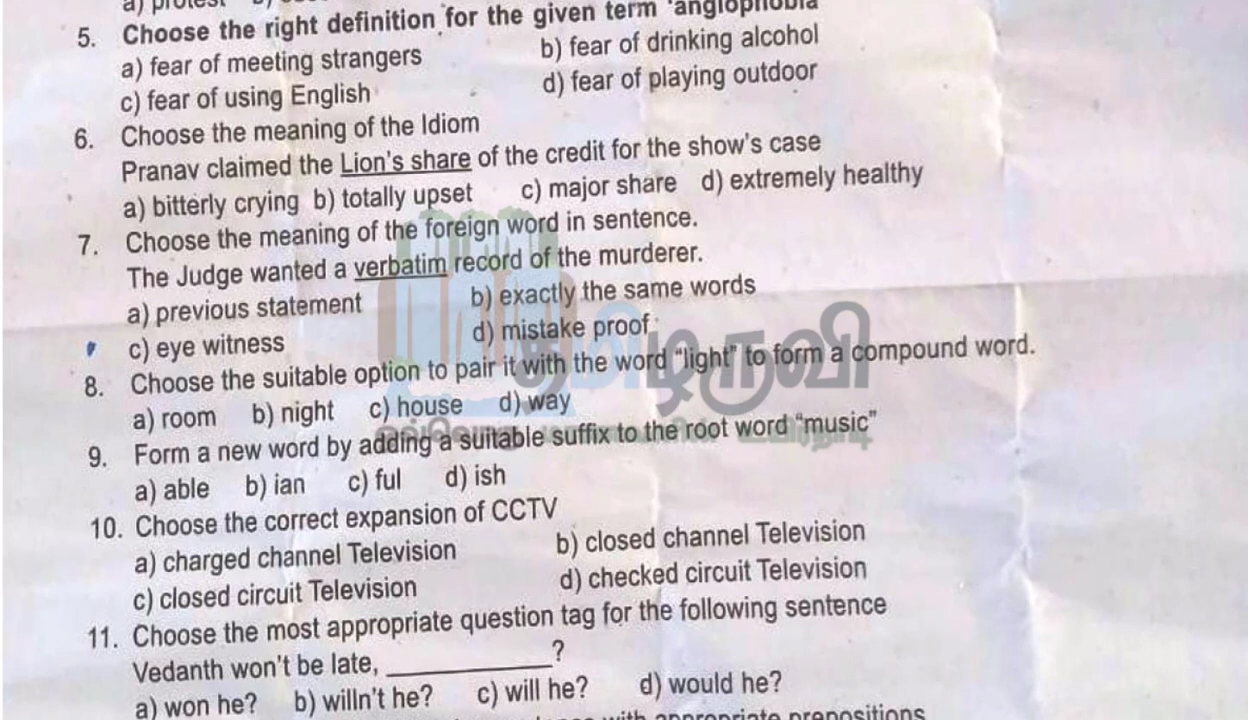 a) protest
5. Choose the right definition for the given term 'anglophobia
a) fear of meeting strangers b) fear of drinking alcohol
c) fear of using English d) fear of playing outdoor
6. Choose the meaning of the Idiom
Pranav claimed the Lion's share of the credit for the show's case
a) bitterly crying b) totally upset c) major share d) extremely healthy
7. Choose the meaning of the foreign word in sentence.
The Judge wanted a verbatim record of the murderer.
a) previous statement b) exactly the same words
c) eye witness d) mistake proof
8. Choose the suitable option to pair it with the word "light" to form a compound word.
a) room b) night c) house d) way
9. Form a new word by adding a suitable suffix to the root word "music"
a) able b) ian c) ful d) ish
10. Choose the correct expansion of CCTV
a) charged channel Television b) closed channel Television
c) closed circuit Television d) checked circuit Television
11. Choose the most appropriate question tag for the following sentence
Vedanth won't be late, ____________?
a) won he? b) willn't he? c) will he? d) would he?
with appropriate prepositions